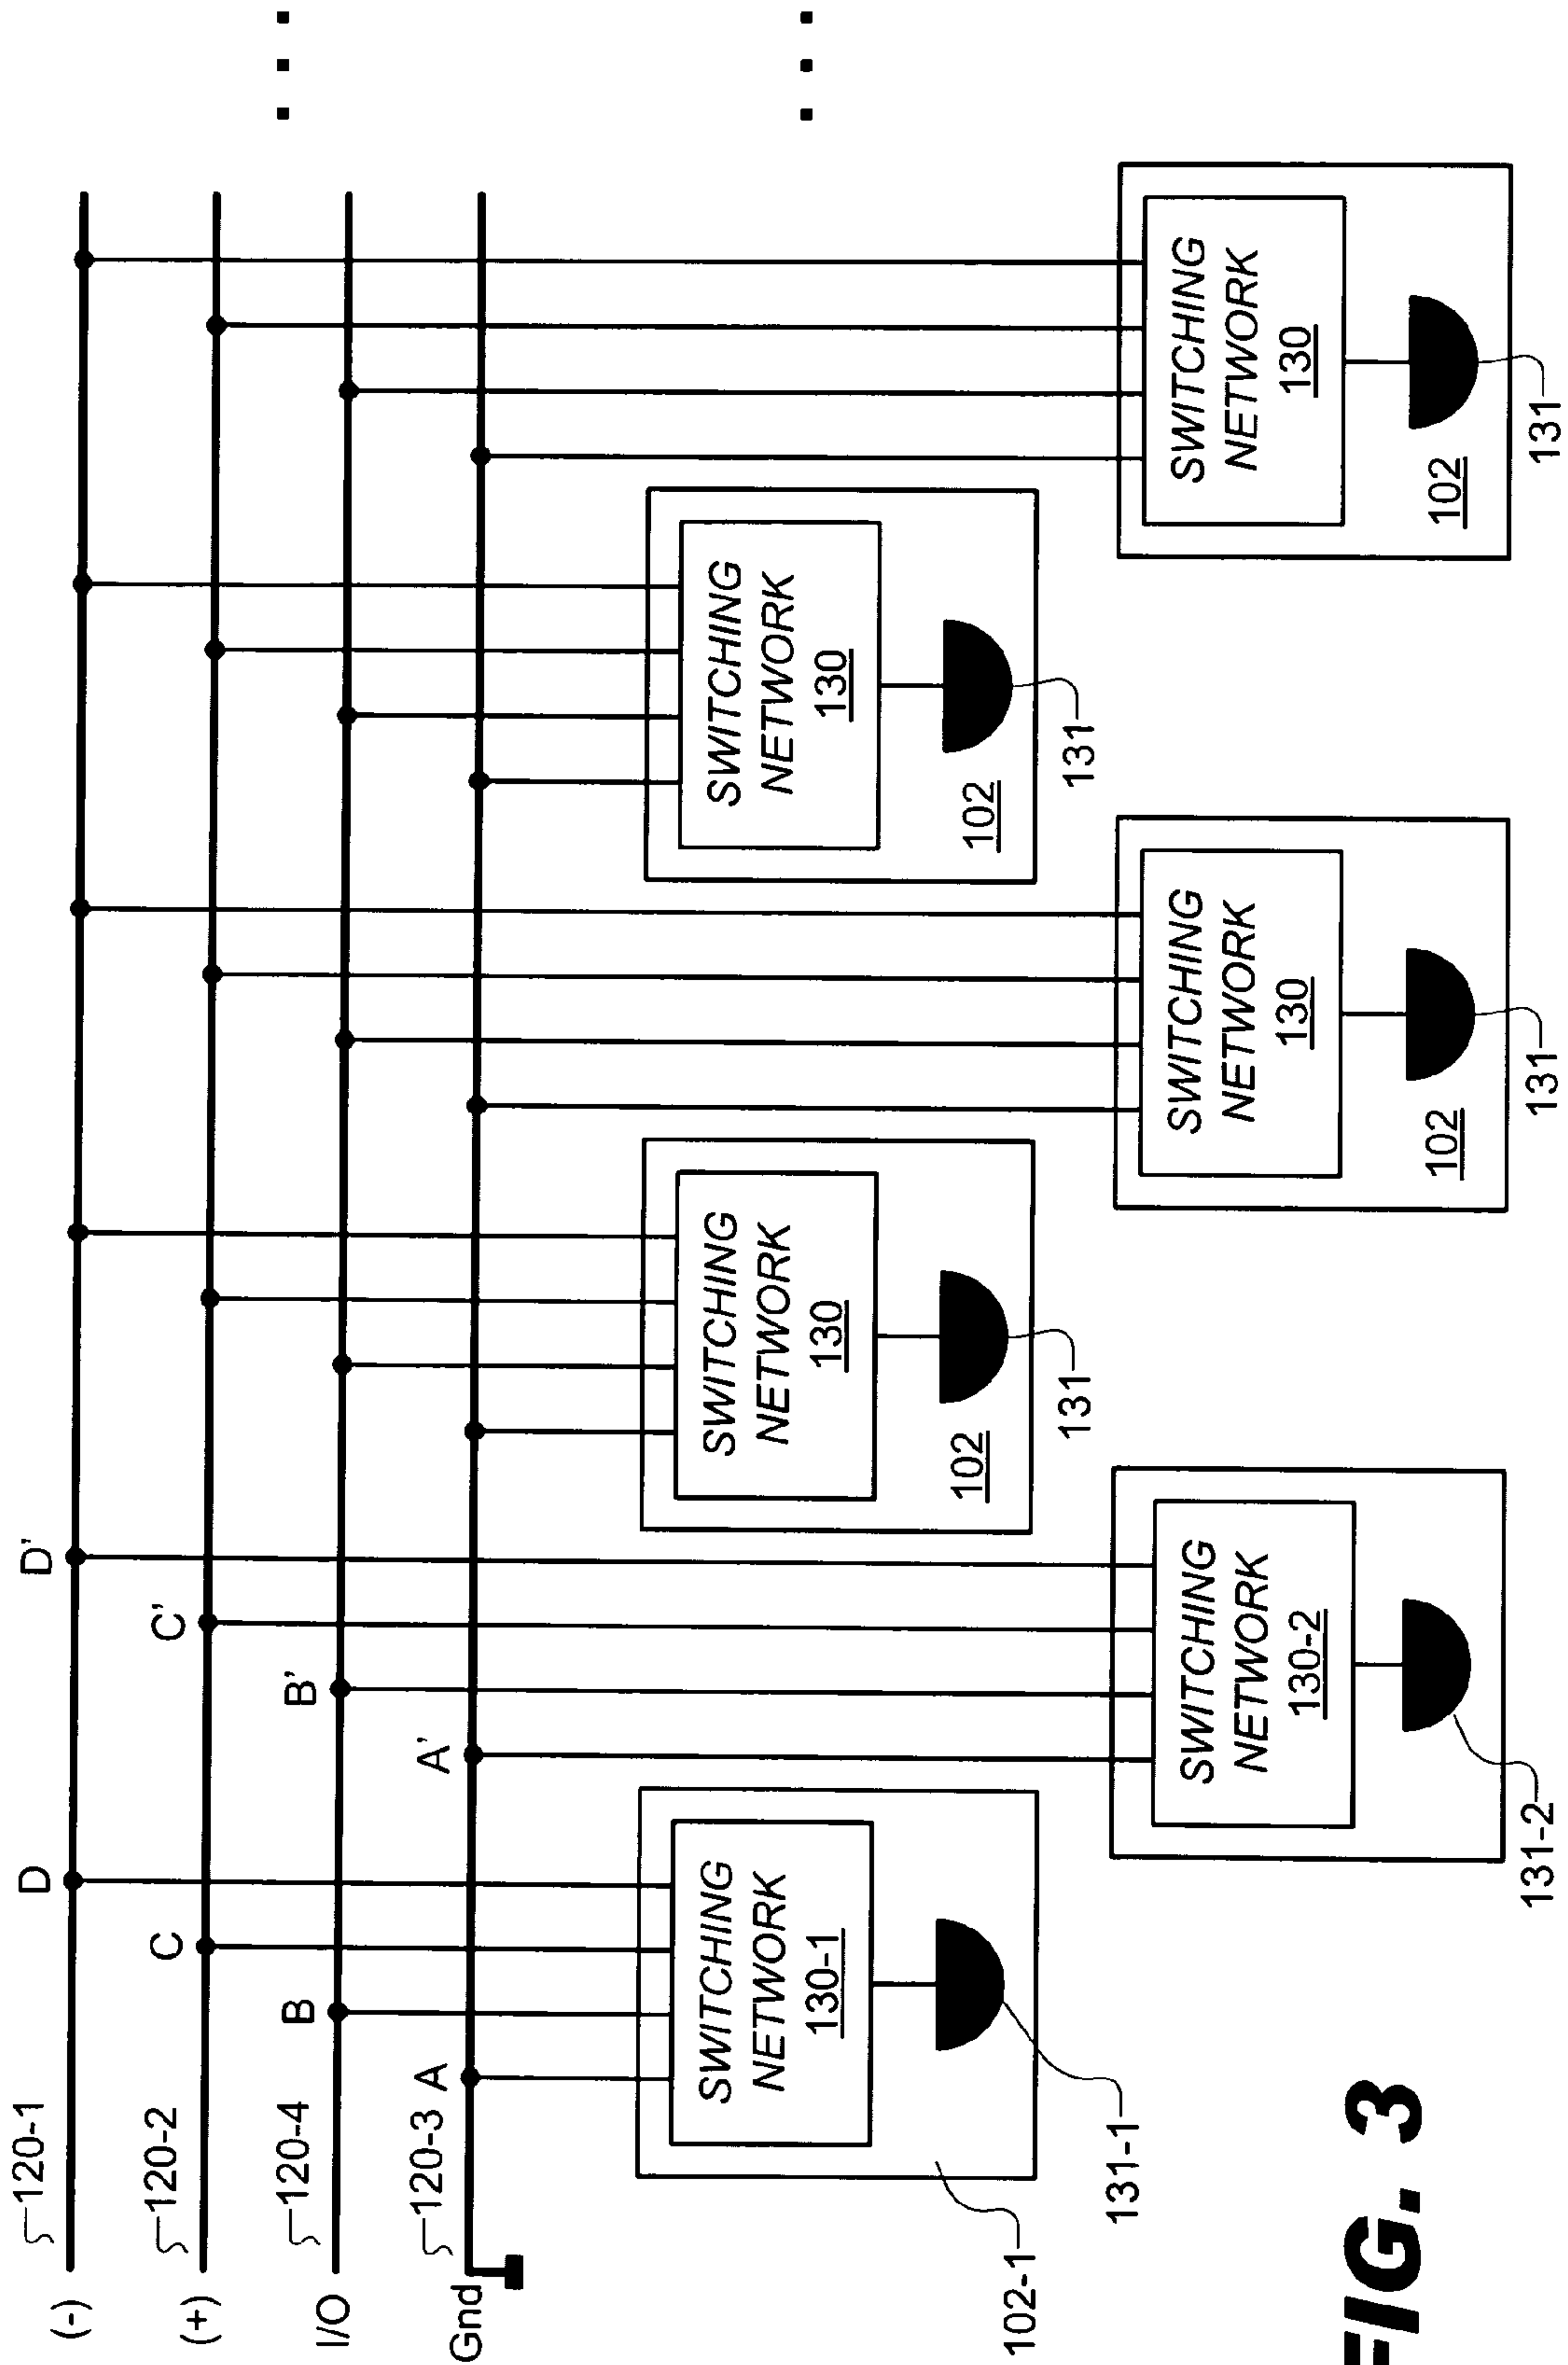 120-1 D D'
(-)
120-2 C C'
(+)
120-4 B B'
I/O
120-3 A A'
Gnd
SWITCHING
NETWORK
130-1
SWITCHING
NETWORK
130
102
131
SWITCHING
NETWORK
130
102
131
102-1
131-1
SWITCHING
NETWORK
130-2
131-2
SWITCHING
NETWORK
130
102
131
SWITCHING
NETWORK
130
102
131
FIG. 3